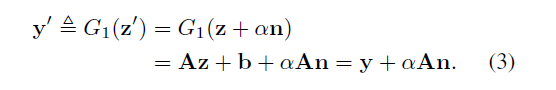 y′ ≜ G₁(z′) = G₁(z + αn)
= Az + b + αAn = y + αAn. (3)